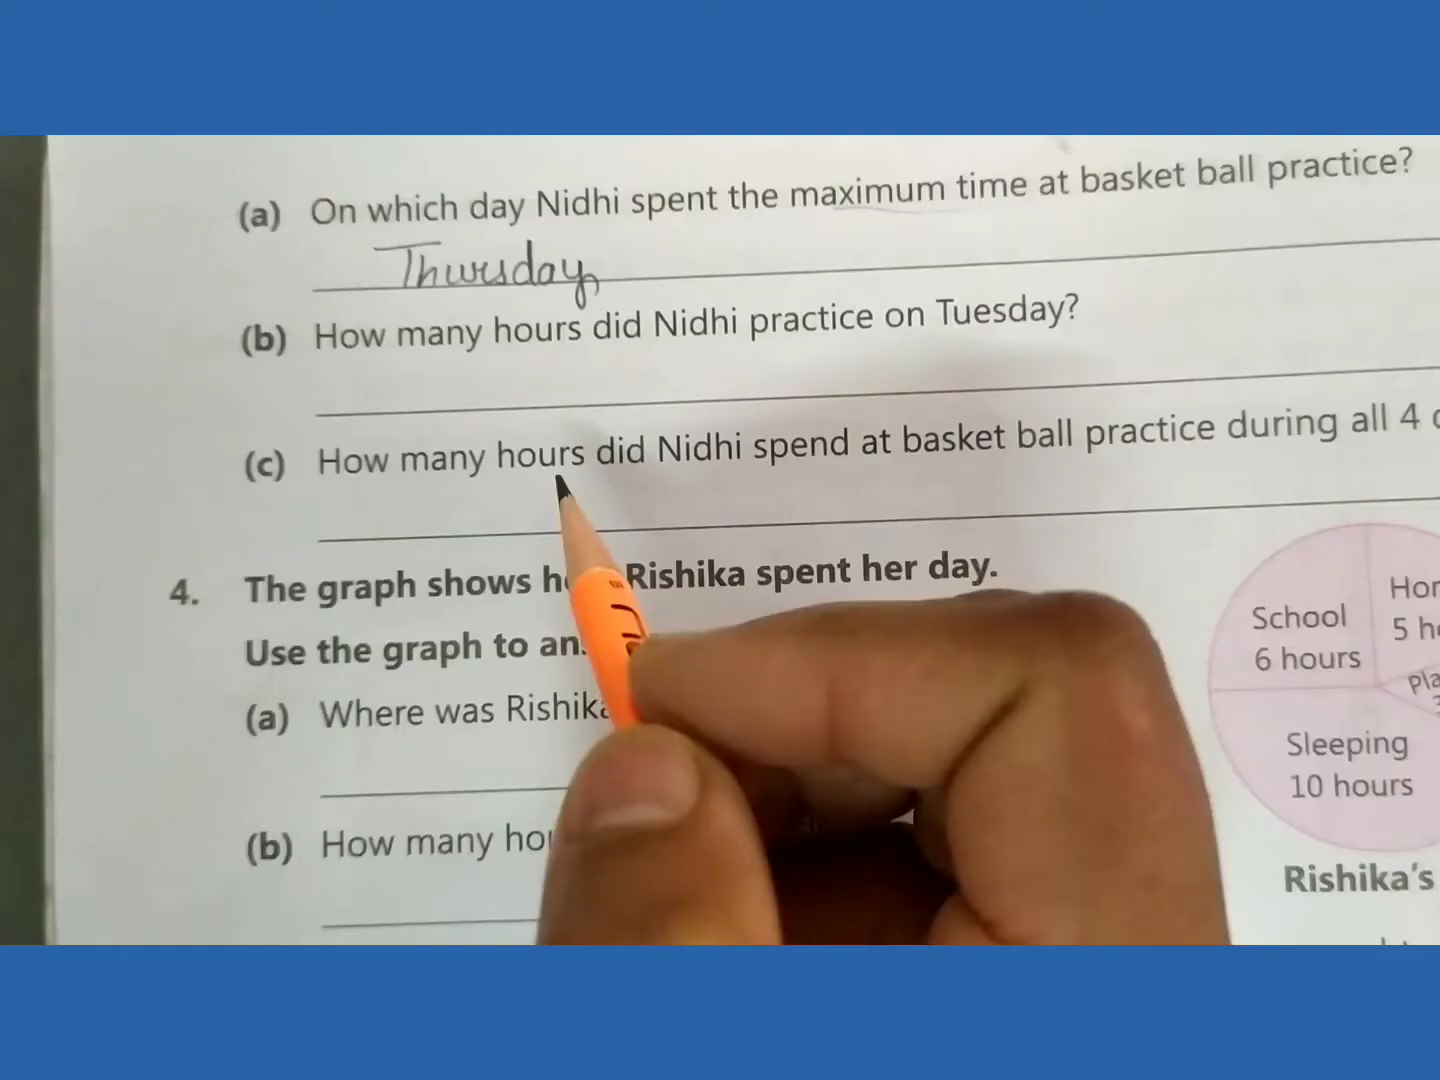 (a) On which day Nidhi spent the maximum time at basket ball practice?
Thursday
(b) How many hours did Nidhi practice on Tuesday?
(c) How many hours did Nidhi spend at basket ball practice during all 4
4. The graph shows Rishika spent her day.
Use the graph to
(a) Where was Rishika
(b) How many
School
6 hours
5
Sleeping
10 hours
Rishika's